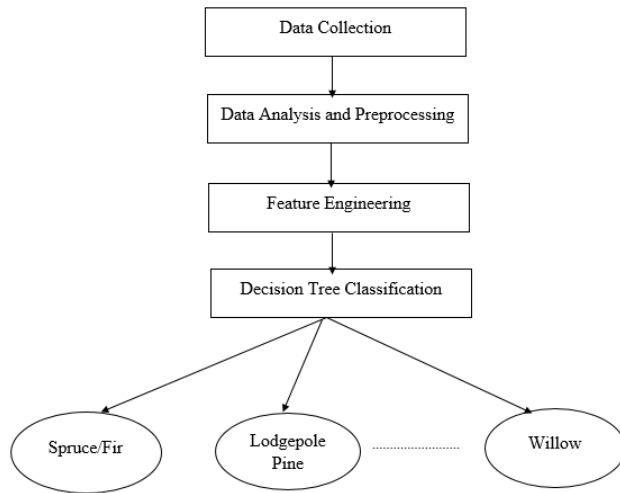 Data Collection
Data Analysis and Preprocessing
Feature Engineering
Decision Tree Classification
Spruce/Fir
Lodgepole
Pine
Willow